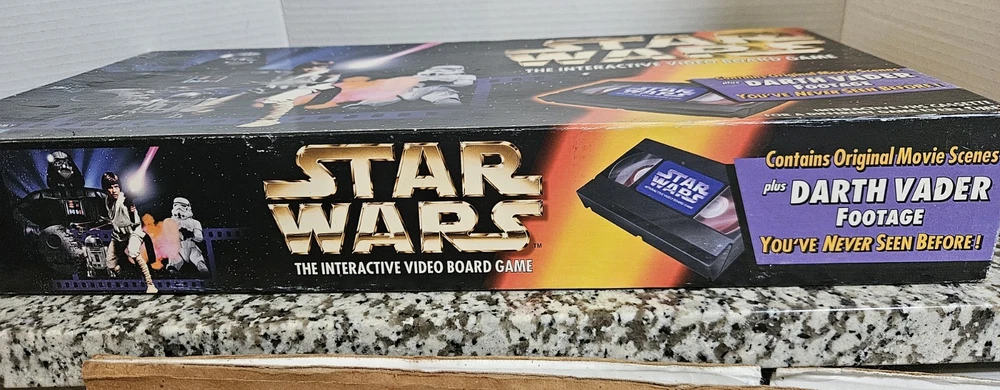 STAR
WARS
THE INTERACTIVE VIDEO BOARD GAME
DARTH VADER
YOU'VE NEVER SEEN BEFORE!
STAR
WARS™
THE INTERACTIVE VIDEO BOARD GAME
STAR
WARS
Contains Original Movie Scenes
plus DARTH VADER
FOOTAGE
YOU'VE NEVER SEEN BEFORE!